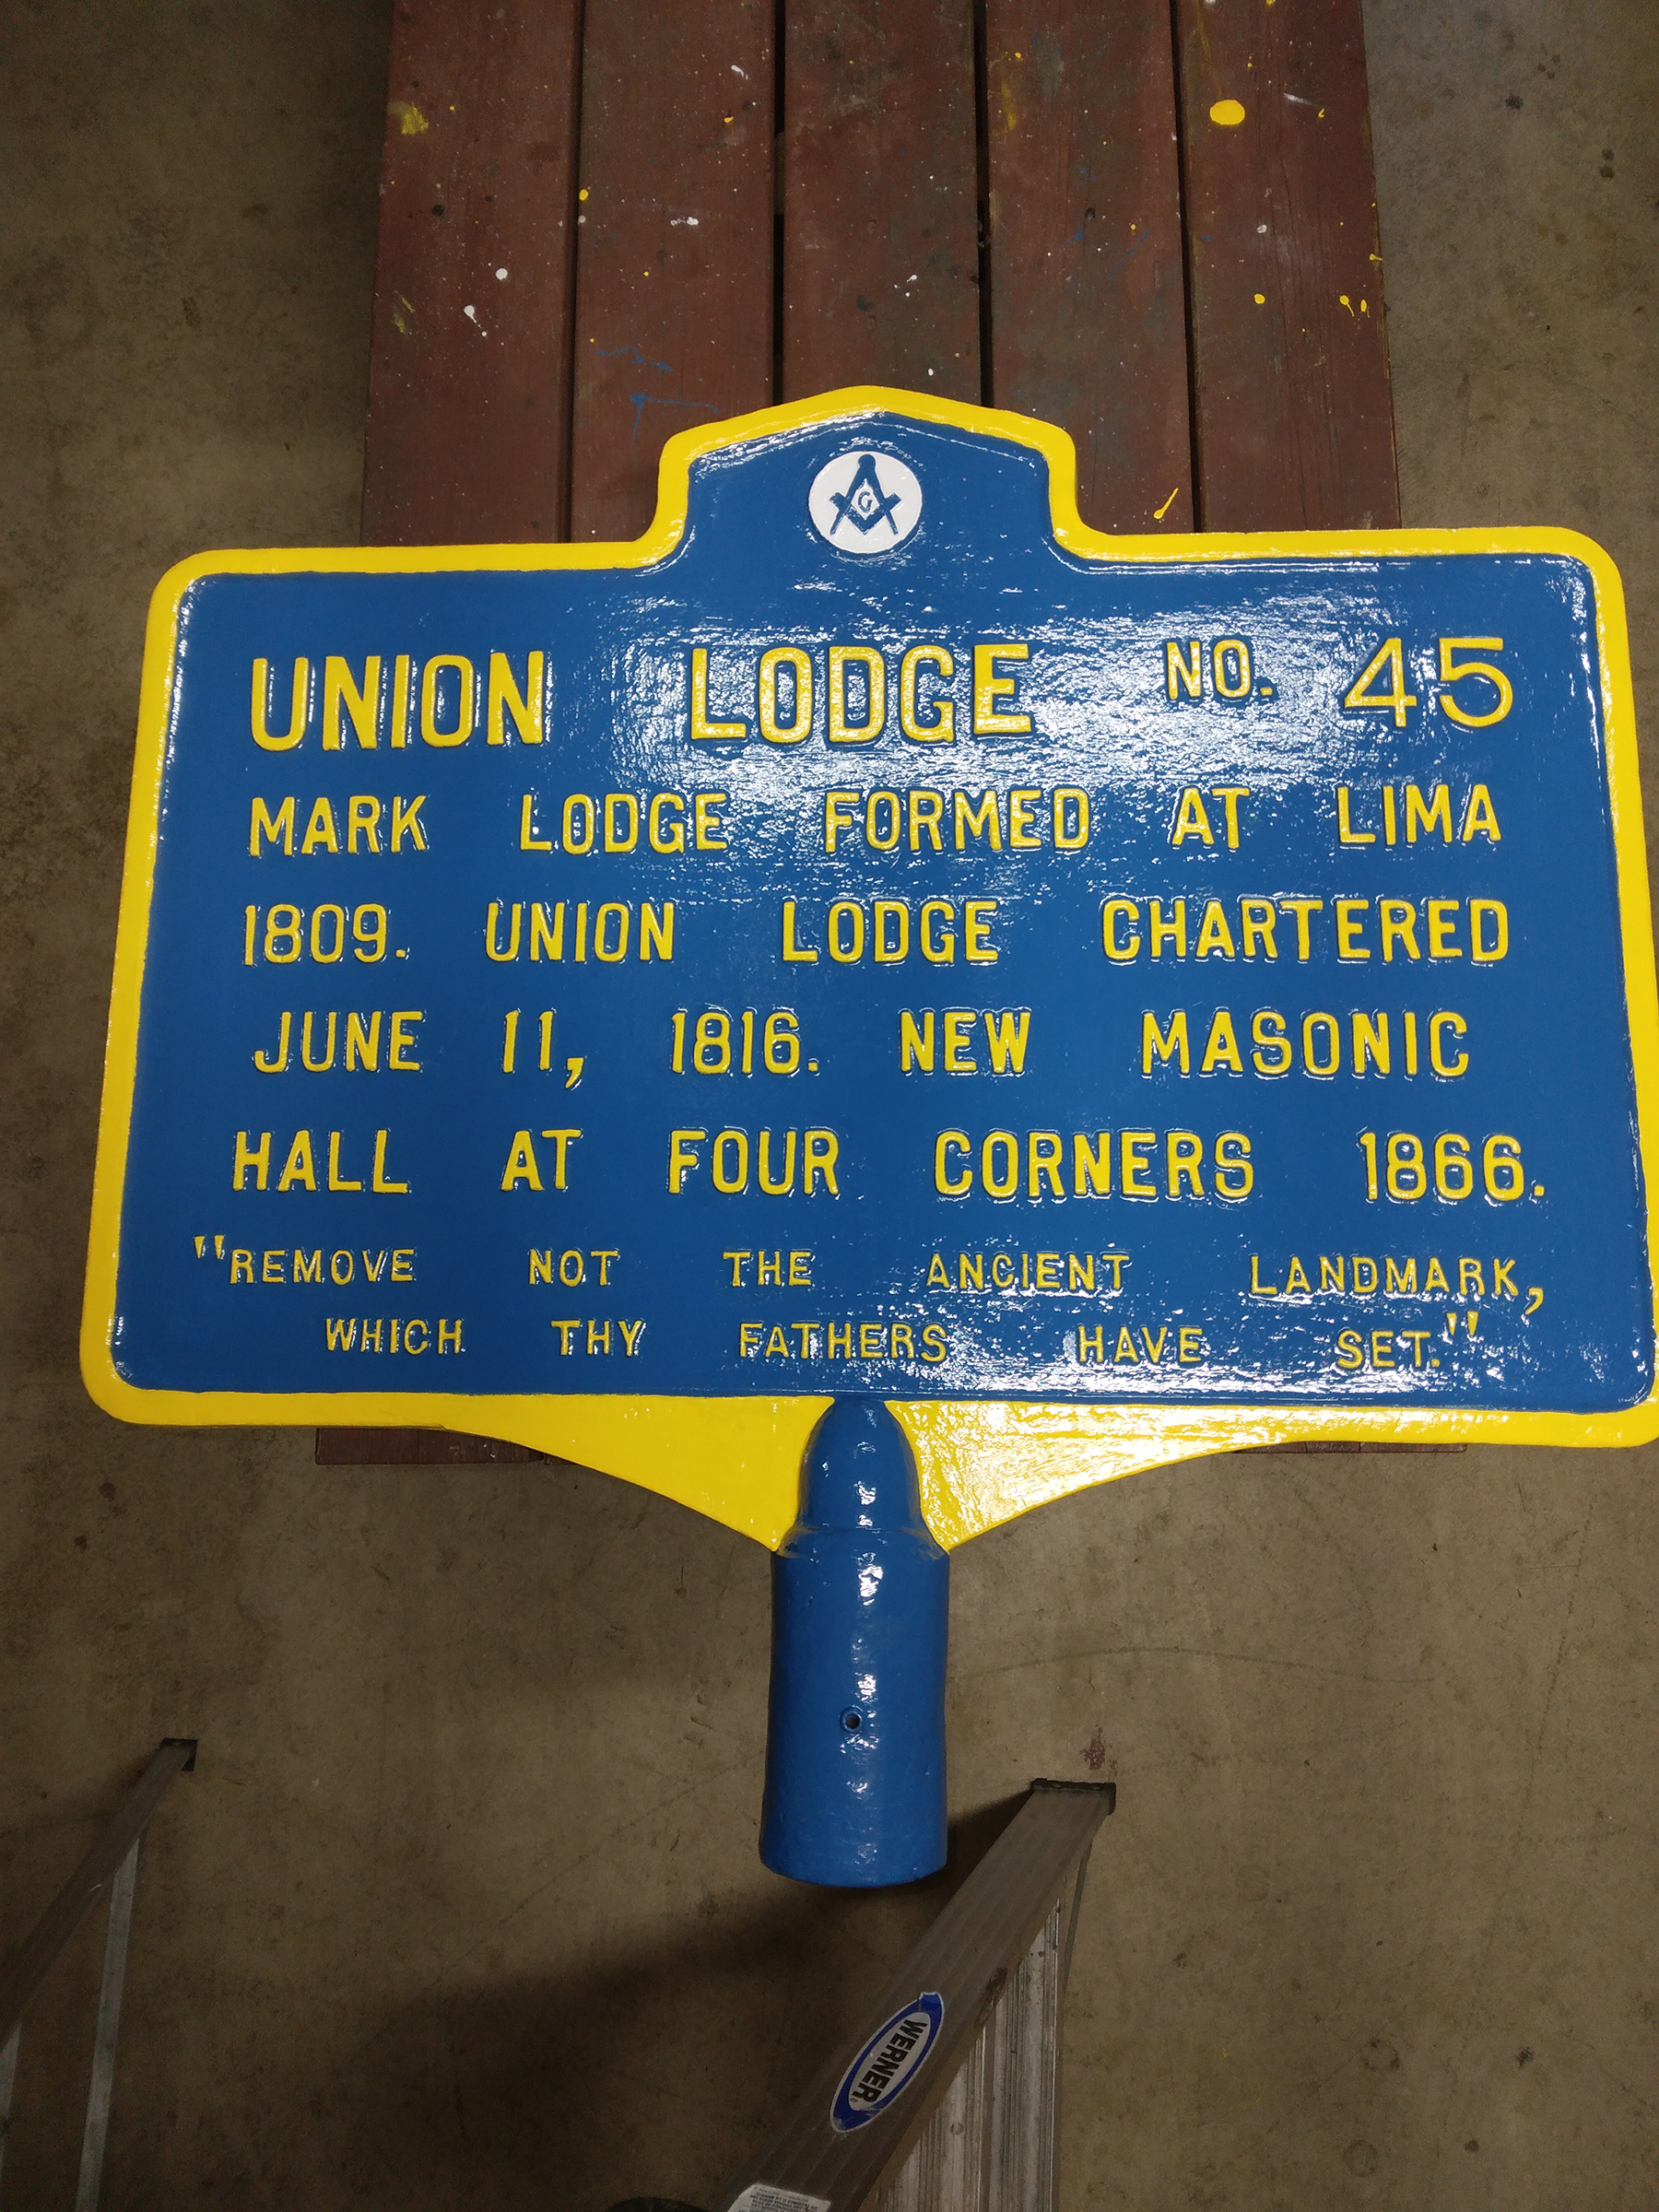 G
UNION LODGE NO. 45
MARK LODGE FORMED AT LIMA
1809. UNION LODGE CHARTERED
JUNE 11, 1816. NEW MASONIC
HALL AT FOUR CORNERS 1866.
"REMOVE NOT THE ANCIENT LANDMARK,
WHICH THY FATHERS HAVE SET."
WERNER